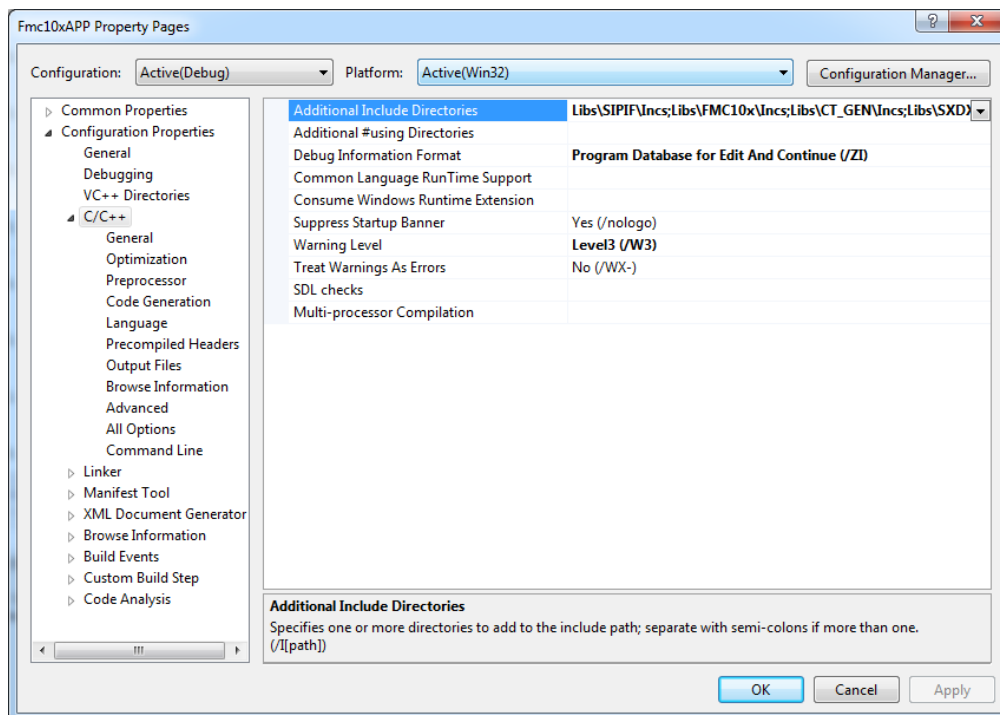 Fmc10xAPP Property Pages
Configuration: Active(Debug) Platform: Active(Win32) Configuration Manager...
Common Properties
Configuration Properties
General
Debugging
VC++ Directories
C/C++
General
Optimization
Preprocessor
Code Generation
Language
Precompiled Headers
Output Files
Browse Information
Advanced
All Options
Command Line
Linker
Manifest Tool
XML Document Generator
Browse Information
Build Events
Custom Build Step
Code Analysis
Additional Include Directories Libs\SIPIF\Incs;Libs\FMC10x\Incs;Libs\CT_GEN\Incs;Libs\SXDX
Additional #using Directories
Debug Information Format Program Database for Edit And Continue (/ZI)
Common Language RunTime Support
Consume Windows Runtime Extension
Suppress Startup Banner Yes (/nologo)
Warning Level Level3 (/W3)
Treat Warnings As Errors No (/WX-)
SDL checks
Multi-processor Compilation
Additional Include Directories
Specifies one or more directories to add to the include path; separate with semi-colons if more than one.
(/I[path])
OK Cancel Apply